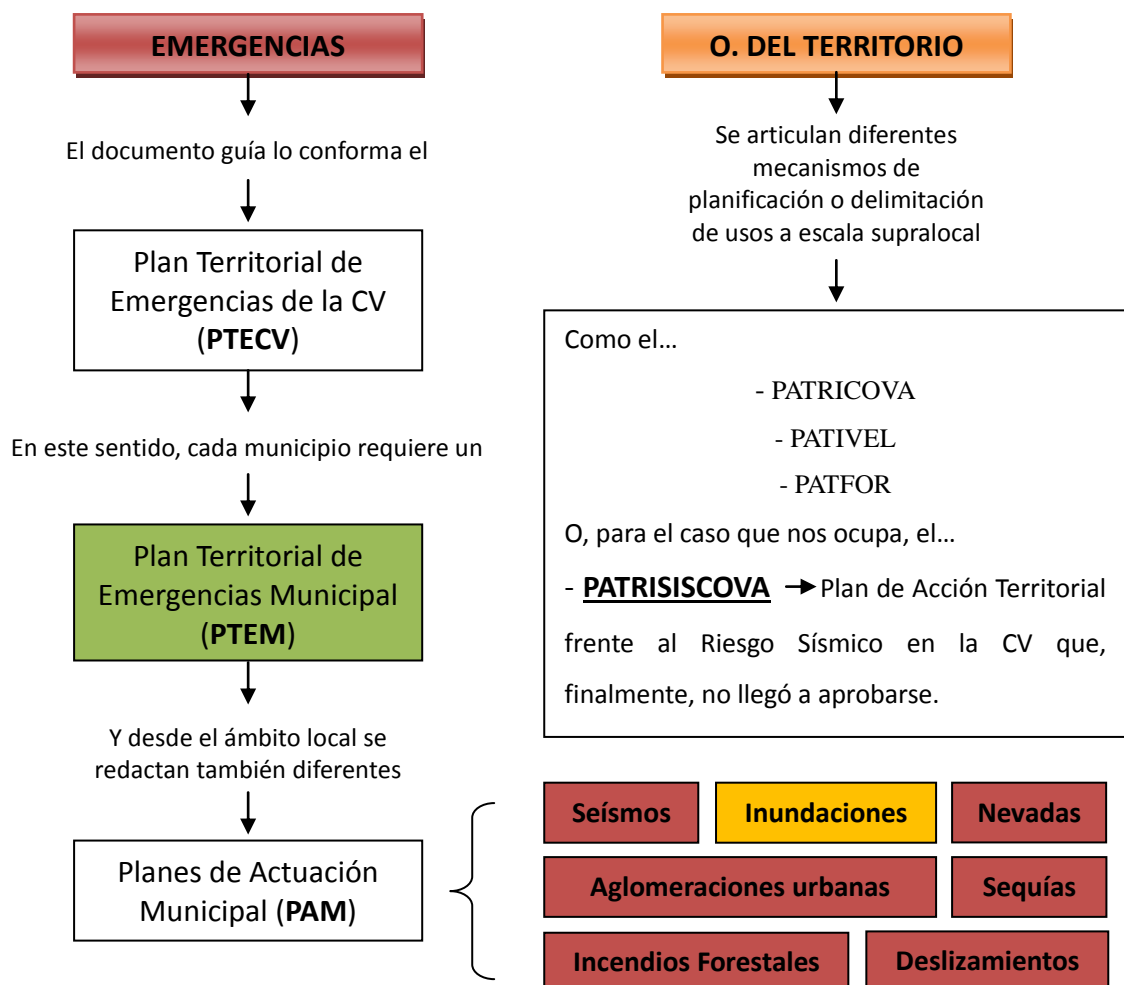 EMERGENCIAS
El documento guía lo conforma el
Plan Territorial de
Emergencias de la CV
(PTECV)
En este sentido, cada municipio requiere un
Plan Territorial de
Emergencias Municipal
(PTEM)
Y desde el ámbito local se
redactan también diferentes
Planes de Actuación
Municipal (PAM)
O. DEL TERRITORIO
Se articulan diferentes
mecanismos de
planificación o delimitación
de usos a escala supralocal
Como el...
- PATRICOVA
- PATIVEL
- PATFOR
O, para el caso que nos ocupa, el...
- PATRISISCOVA → Plan de Acción Territorial
frente al Riesgo Sísmico en la CV que,
finalmente, no llegó a aprobarse.
Seísmos
Inundaciones
Nevadas
Aglomeraciones urbanas
Sequías
Incendios Forestales
Deslizamientos